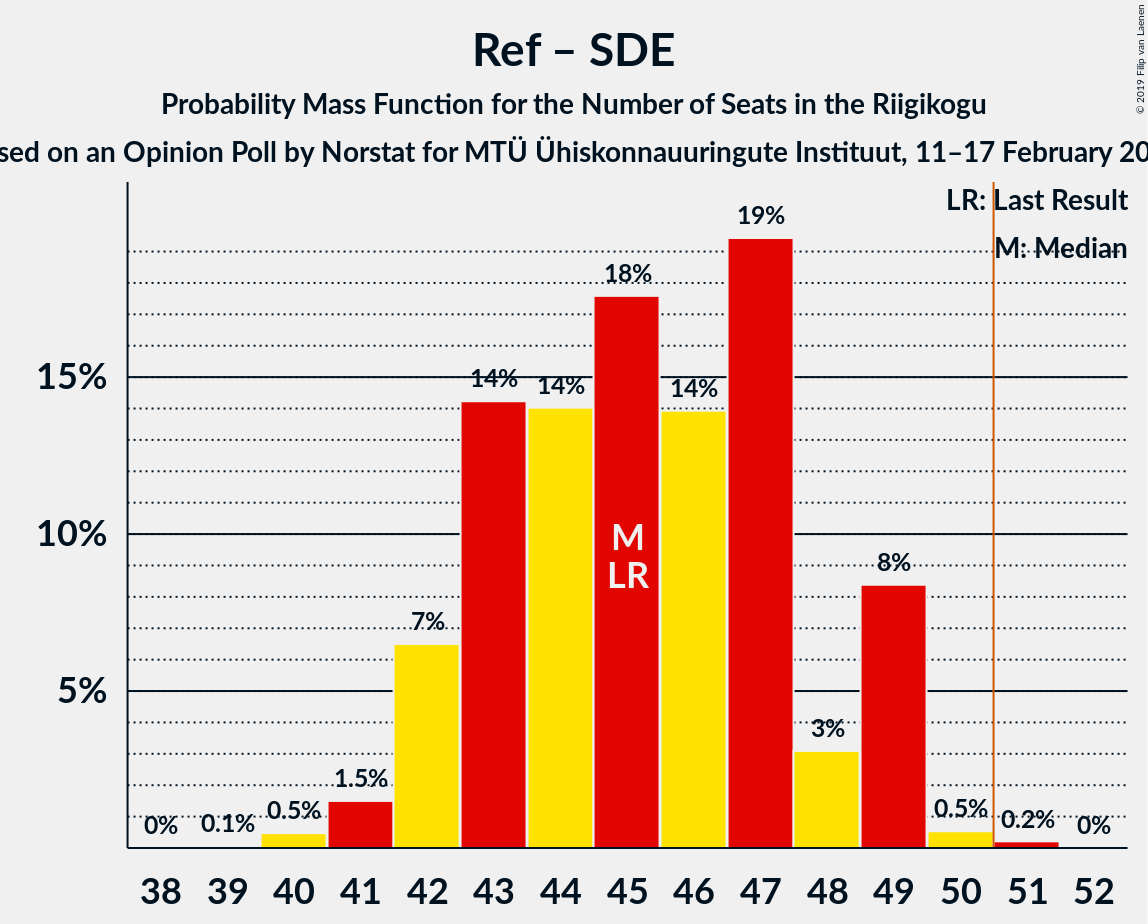 Ref – SDE
Probability Mass Function for the Number of Seats in the Riigikogu
sed on an Opinion Poll by Norstat for MTÜ Ühiskonnauuringute Instituut, 11–17 February 20
© 2019 Filip van Laenen
LR: Last Result
M: Median
15%
10%
5%
0%
0.1%
0.5%
1.5%
7%
14%
14%
18%
14%
19%
3%
8%
0.5%
0.2%
0%
M
LR
38 39 40 41 42 43 44 45 46 47 48 49 50 51 52